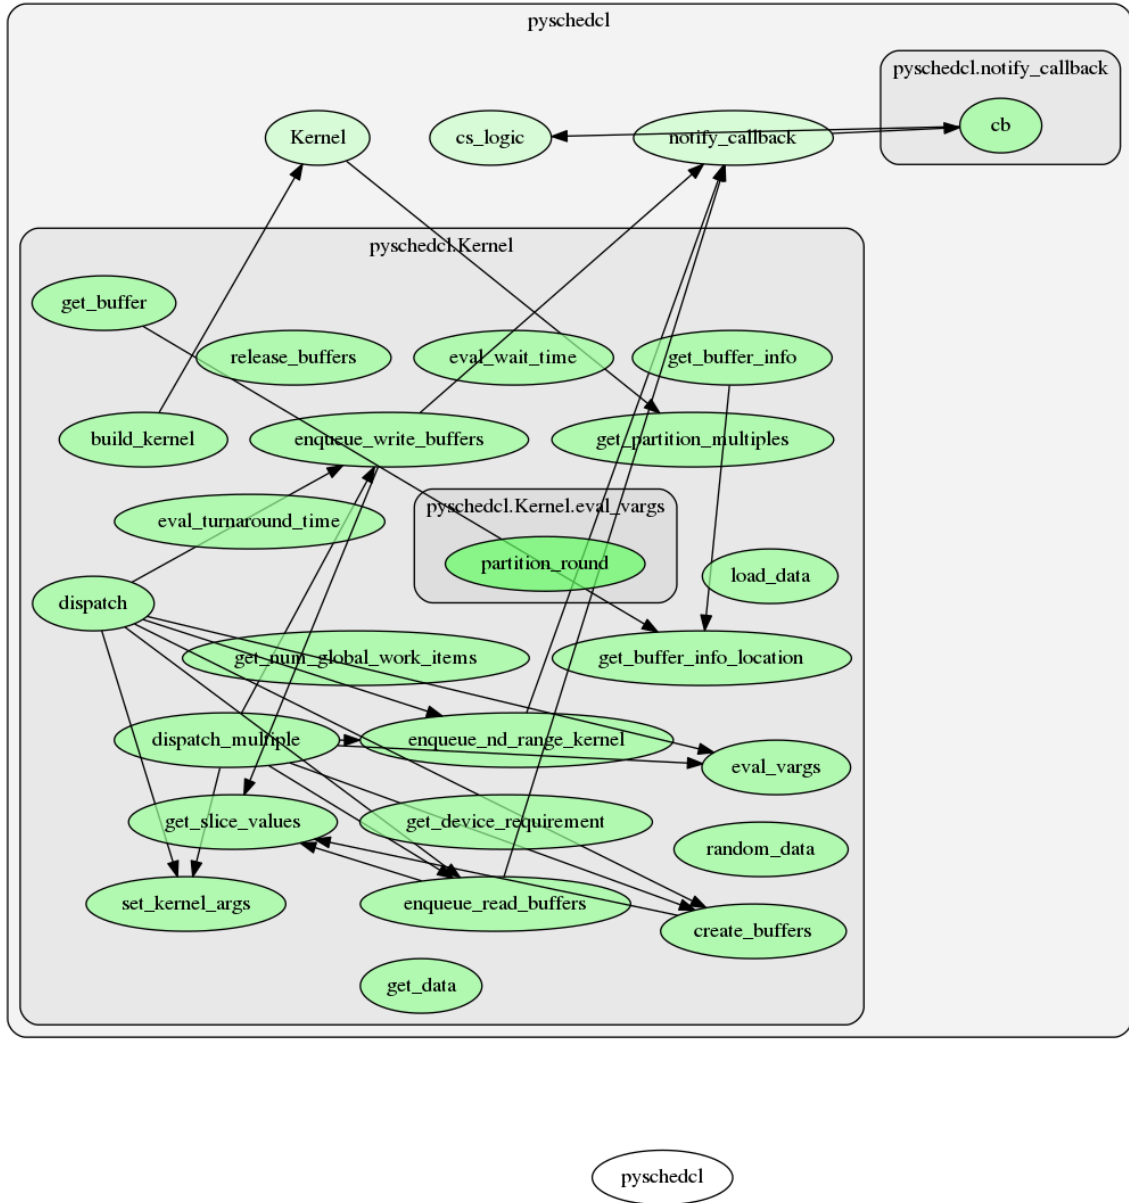 pyschedcl
pyschedcl.notify_callback
Kernel
cs_logic
notify_callback
cb
pyschedcl.Kernel
get_buffer
release_buffers
eval_wait_time
get_buffer_info
build_kernel
enqueue_write_buffers
get_partition_multiples
pyschedcl.Kernel.eval_vargs
eval_turnaround_time
partition_round
load_data
dispatch
get_num_global_work_items
get_buffer_info_location
dispatch_multiple
enqueue_nd_range_kernel
eval_vargs
get_slice_values
get_device_requirement
random_data
set_kernel_args
enqueue_read_buffers
create_buffers
get_data
pyschedcl